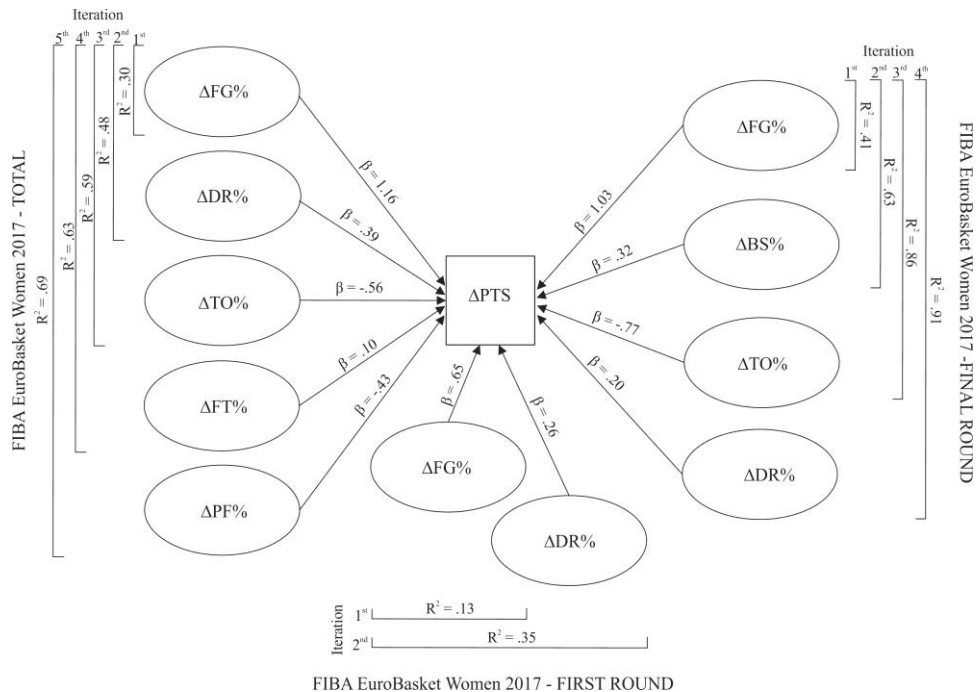 Iteration
5th 4th 3rd 2nd 1st
R² = .30
R² = .48
R² = .59
R² = .63
R² = .69
FIBA EuroBasket Women 2017 - TOTAL
ΔFG%
ΔDR%
ΔTO%
ΔFT%
ΔPF%
β = 1.16
β = .39
β = -.56
β = .10
β = -.43
ΔPTS
β = .65
β = .26
ΔFG%
ΔDR%
Iteration
1st
R² = .13
2nd
R² = .35
FIBA EuroBasket Women 2017 - FIRST ROUND
Iteration
1st 2nd 3rd 4th
R² = .41
R² = .63
R² = .86
R² = .91
FIBA EuroBasket Women 2017 -FINAL ROUND
ΔFG%
ΔBS%
ΔTO%
ΔDR%
β = 1.03
β = .32
β = -.77
β = .20